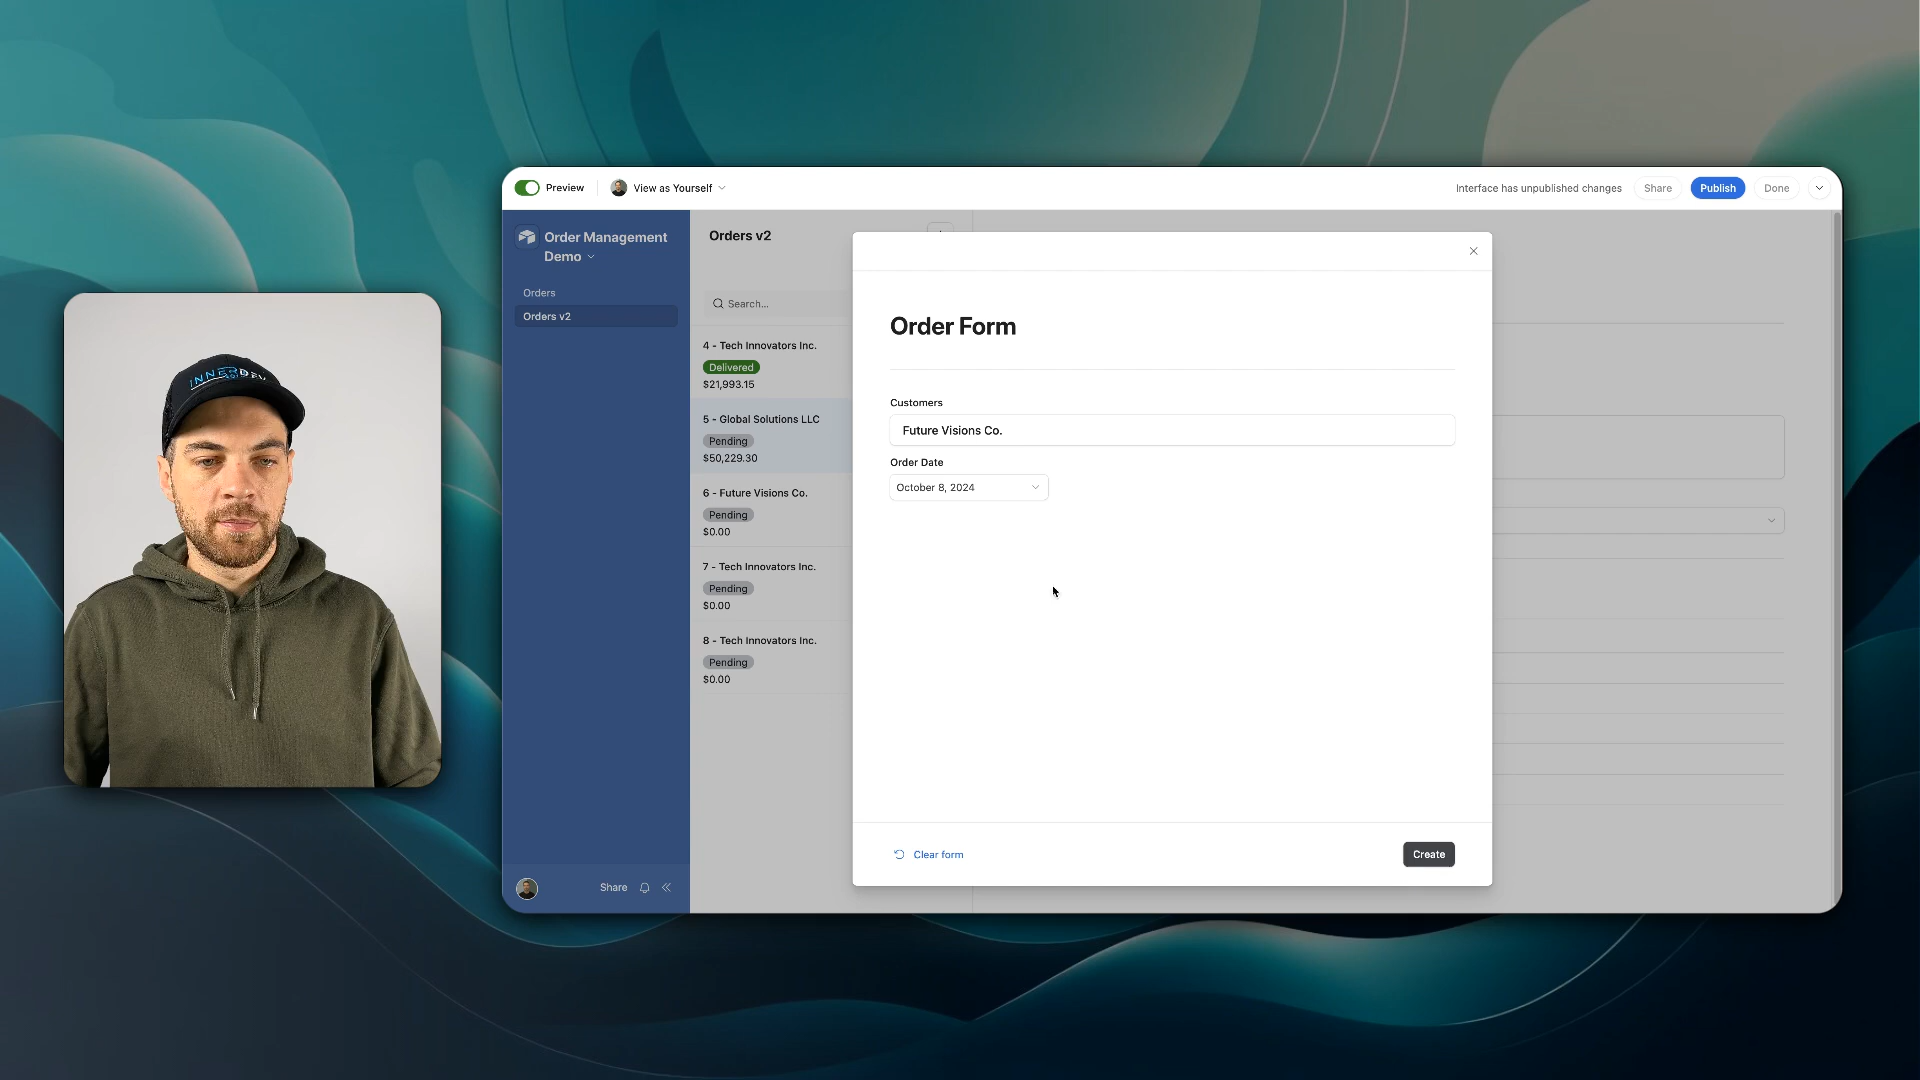 Preview
View as Yourself
Interface has unpublished changes
Share
Publish
Done
Order Management
Demo
Orders
Orders v2
Share
Orders v2
Search...
4 - Tech Innovators Inc.
Delivered
$21,993.15
5 - Global Solutions LLC
Pending
$50,229.30
6 - Future Visions Co.
Pending
$0.00
7 - Tech Innovators Inc.
Pending
$0.00
8 - Tech Innovators Inc.
Pending
$0.00
Order Form
Customers
Future Visions Co.
Order Date
October 8, 2024
Clear form
Create
INNERDEV